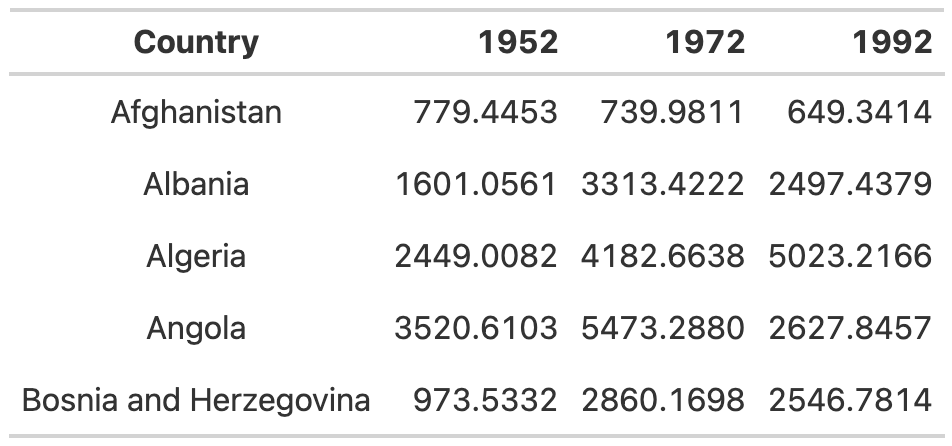 Country 1952 1972 1992
Afghanistan 779.4453 739.9811 649.3414
Albania 1601.0561 3313.4222 2497.4379
Algeria 2449.0082 4182.6638 5023.2166
Angola 3520.6103 5473.2880 2627.8457
Bosnia and Herzegovina 973.5332 2860.1698 2546.7814